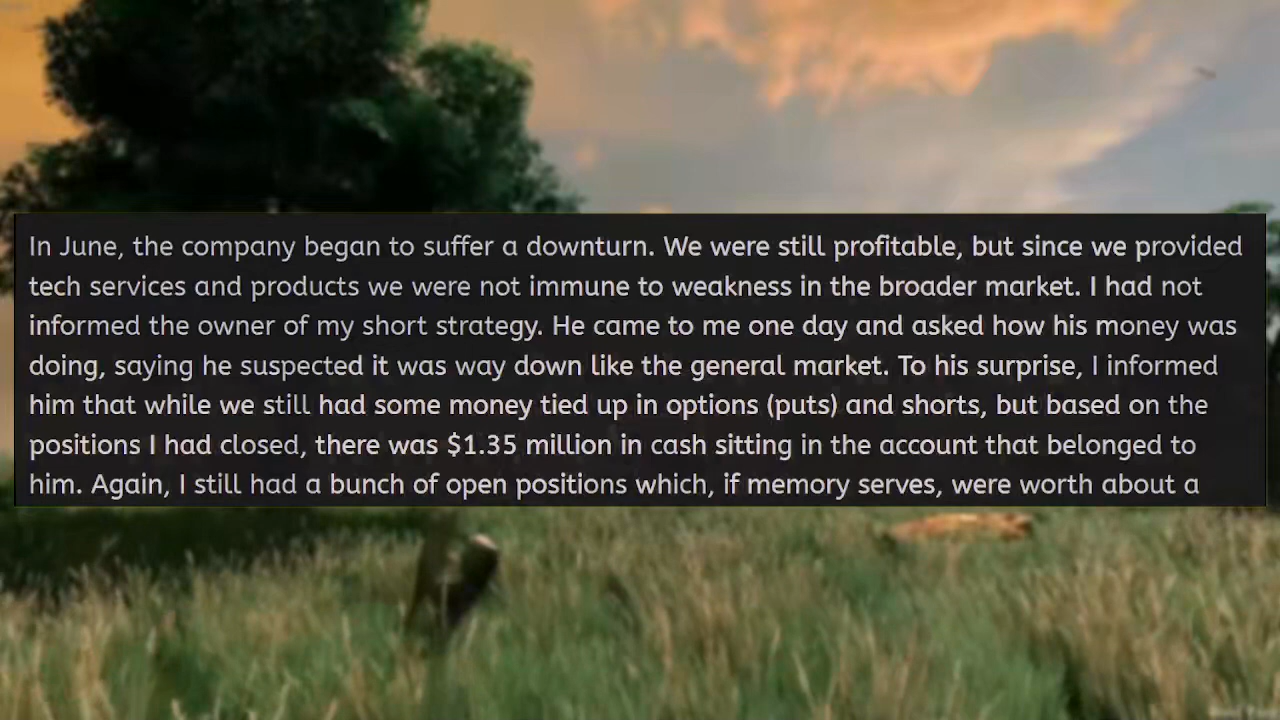 In June, the company began to suffer a downturn. We were still profitable, but since we provided
tech services and products we were not immune to weakness in the broader market. I had not
informed the owner of my short strategy. He came to me one day and asked how his money was
doing, saying he suspected it was way down like the general market. To his surprise, I informed
him that while we still had some money tied up in options (puts) and shorts, but based on the
positions I had closed, there was $1.35 million in cash sitting in the account that belonged to
him. Again, I still had a bunch of open positions which, if memory serves, were worth about a